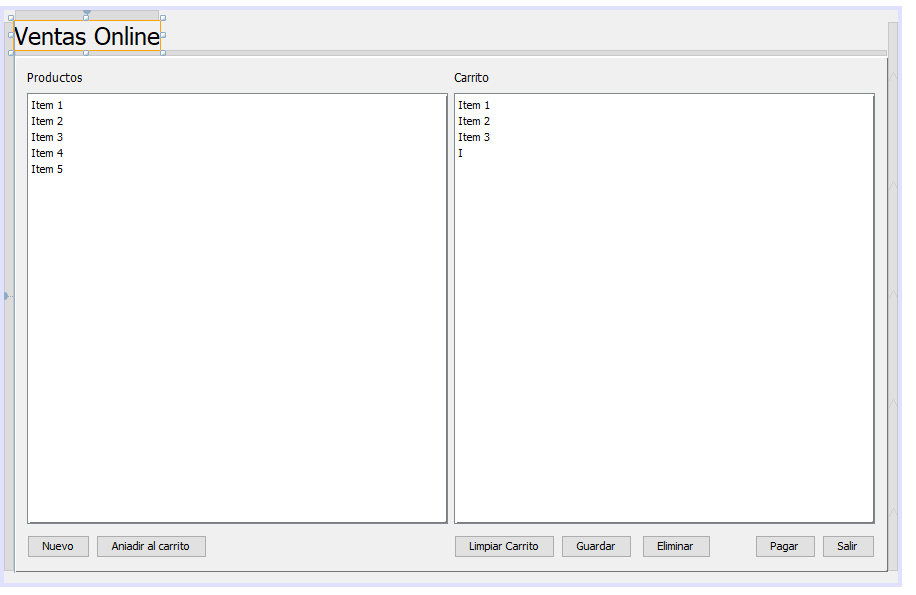 Ventas Online
Productos
Item 1
Item 2
Item 3
Item 4
Item 5
Carrito
Item 1
Item 2
Item 3
I
Nuevo
Aniadir al carrito
Limpiar Carrito
Guardar
Eliminar
Pagar
Salir